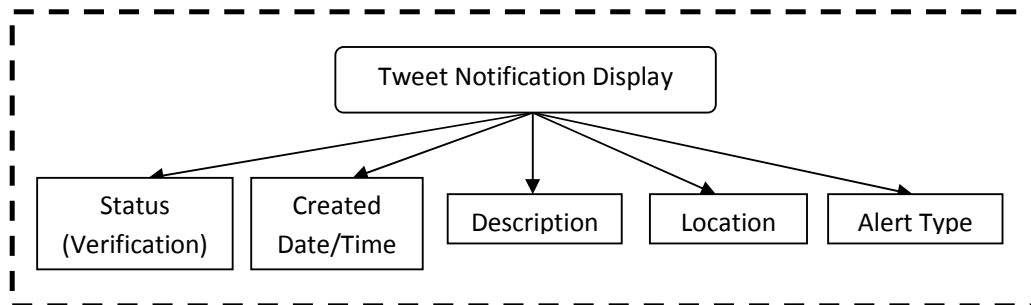 Tweet Notification Display
Status
(Verification)
Created
Date/Time
Description
Location
Alert Type